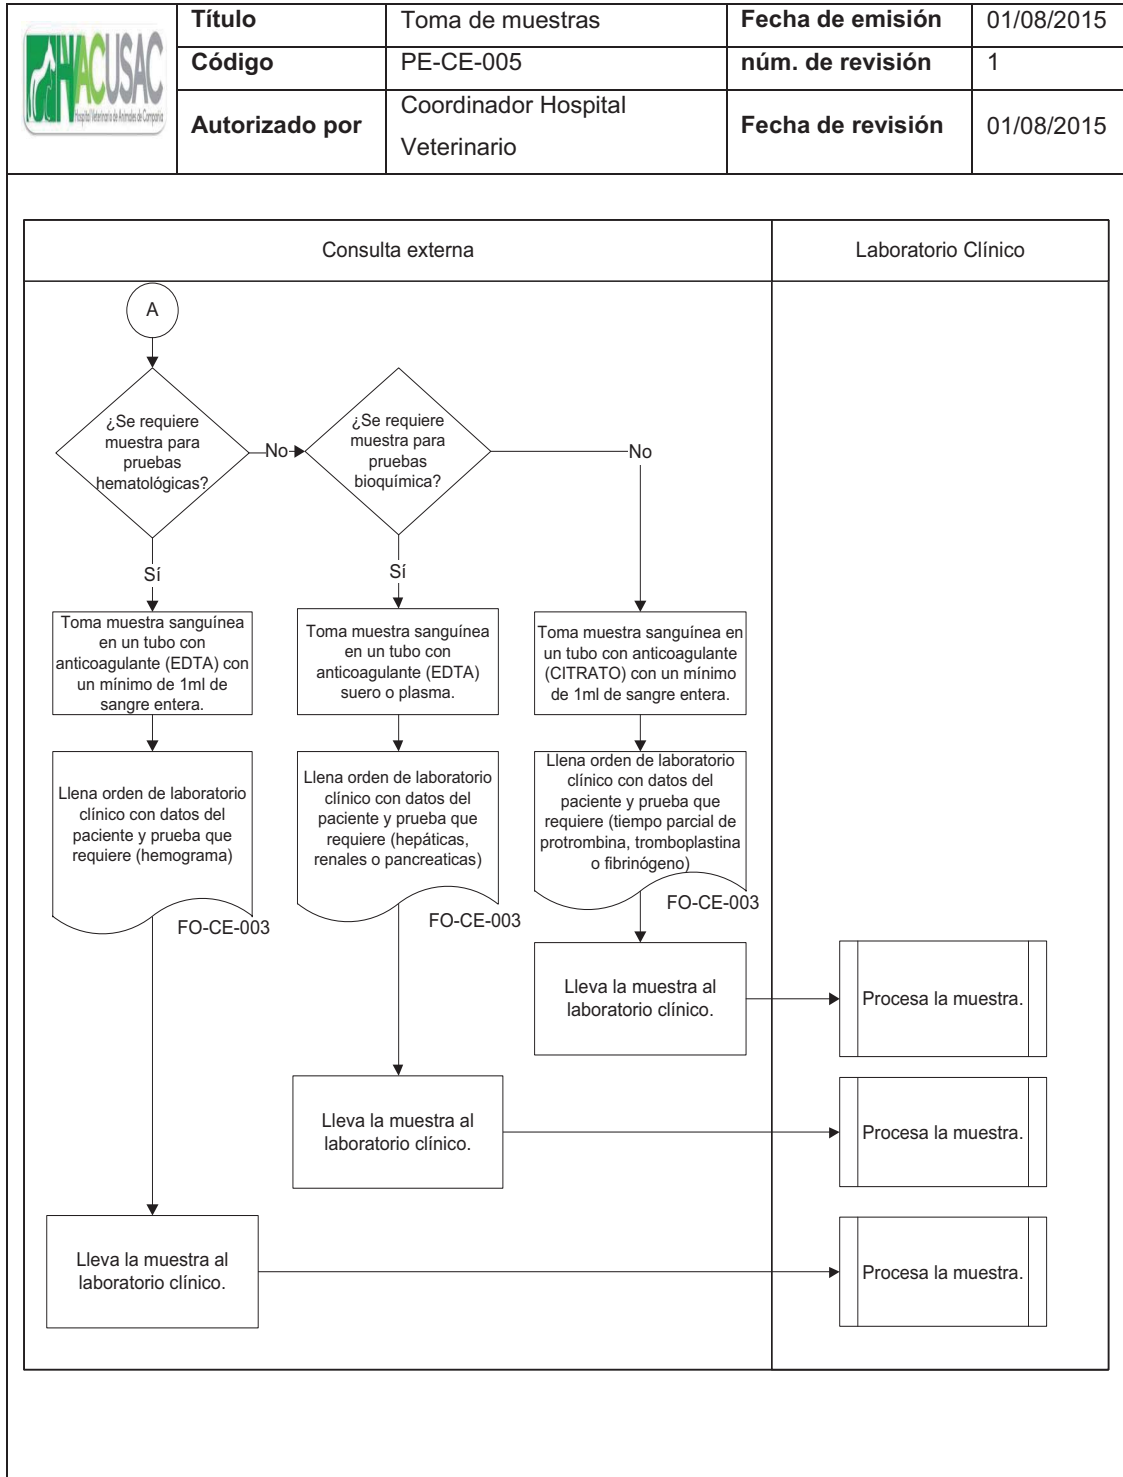 HVACUSAC
Hospital Veterinario de Animales de Compañía
Título
Toma de muestras
Fecha de emisión
01/08/2015
Código
PE-CE-005
núm. de revisión
1
Autorizado por
Coordinador Hospital
Veterinario
Fecha de revisión
01/08/2015
Consulta externa
Laboratorio Clínico
A
¿Se requiere
muestra para
pruebas
hematológicas?
No
¿Se requiere
muestra para
pruebas
bioquímica?
No
Sí
Sí
Toma muestra sanguínea
en un tubo con
anticoagulante (EDTA) con
un mínimo de 1ml de
sangre entera.
Toma muestra sanguínea
en un tubo con
anticoagulante (EDTA)
suero o plasma.
Toma muestra sanguínea en
un tubo con anticoagulante
(CITRATO) con un mínimo
de 1ml de sangre entera.
Llena orden de laboratorio
clínico con datos del
paciente y prueba que
requiere (hemograma)
FO-CE-003
Llena orden de laboratorio
clínico con datos del
paciente y prueba que
requiere (hepáticas,
renales o pancreaticas)
FO-CE-003
Llena orden de laboratorio
clínico con datos del
paciente y prueba que
requiere (tiempo parcial de
protrombina, tromboplastina
o fibrinógeno)
FO-CE-003
Lleva la muestra al
laboratorio clínico.
Procesa la muestra.
Lleva la muestra al
laboratorio clínico.
Procesa la muestra.
Lleva la muestra al
laboratorio clínico.
Procesa la muestra.